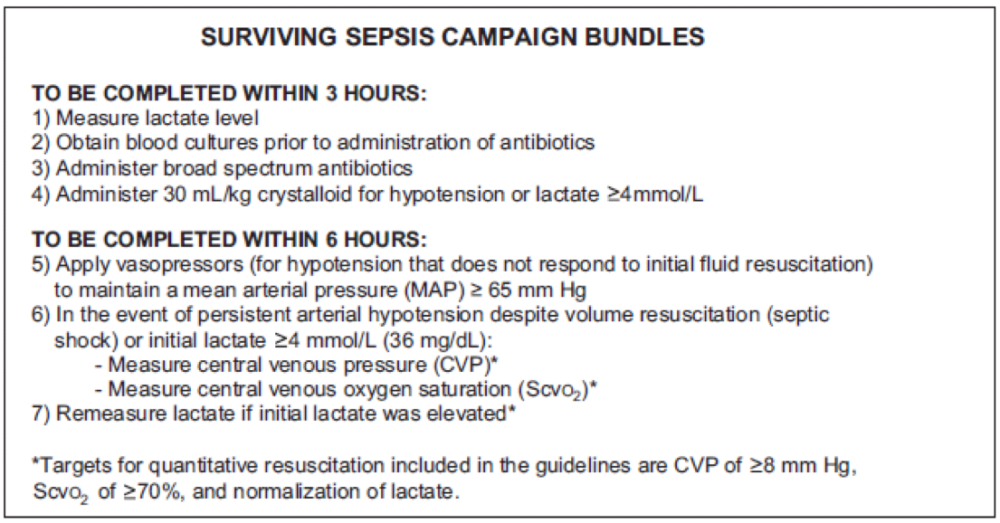 SURVIVING SEPSIS CAMPAIGN BUNDLES
TO BE COMPLETED WITHIN 3 HOURS:
1) Measure lactate level
2) Obtain blood cultures prior to administration of antibiotics
3) Administer broad spectrum antibiotics
4) Administer 30 mL/kg crystalloid for hypotension or lactate ≥4mmol/L
TO BE COMPLETED WITHIN 6 HOURS:
5) Apply vasopressors (for hypotension that does not respond to initial fluid resuscitation)
to maintain a mean arterial pressure (MAP) ≥ 65 mm Hg
6) In the event of persistent arterial hypotension despite volume resuscitation (septic
shock) or initial lactate ≥4 mmol/L (36 mg/dL):
- Measure central venous pressure (CVP)*
- Measure central venous oxygen saturation (Scvo₂)*
7) Remeasure lactate if initial lactate was elevated*
*Targets for quantitative resuscitation included in the guidelines are CVP of ≥8 mm Hg,
Scvo₂ of ≥70%, and normalization of lactate.